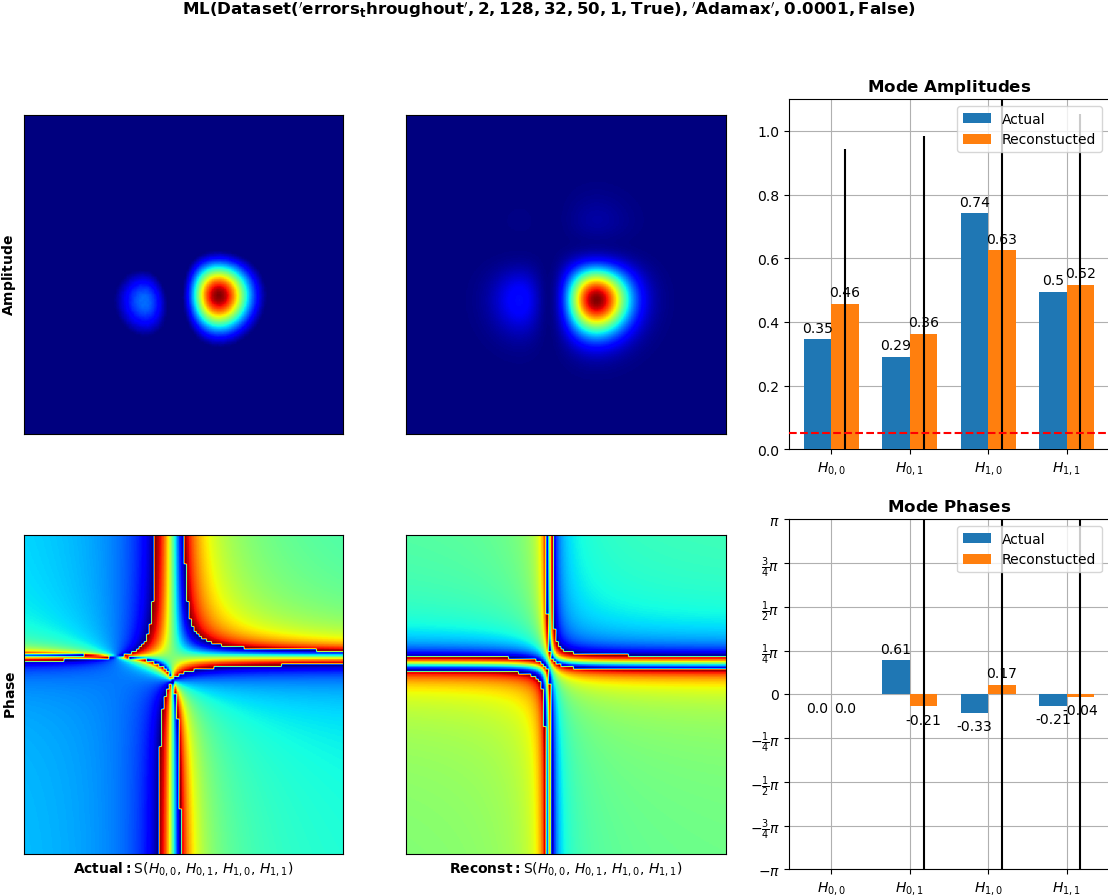 ML(Dataset('errors_throughout', 2, 128, 32, 50, 1, True), 'Adamax', 0.0001, False)
Mode Amplitudes
Amplitude
1.0
0.8
0.6
0.4
0.2
0.0
Actual
Reconstucted
0.35
0.46
0.29
0.36
0.74
0.63
0.5
0.52
H0,0
H0,1
H1,0
H1,1
Mode Phases
Phase
π
3/4π
1/2π
1/4π
0
−1/4π
−1/2π
−3/4π
−π
Actual
Reconstucted
0.0
0.0
0.61
-0.21
-0.33
0.17
-0.21
-0.04
H0,0
H0,1
H1,0
H1,1
Actual: S(H0,0, H0,1, H1,0, H1,1)
Reconst: S(H0,0, H0,1, H1,0, H1,1)